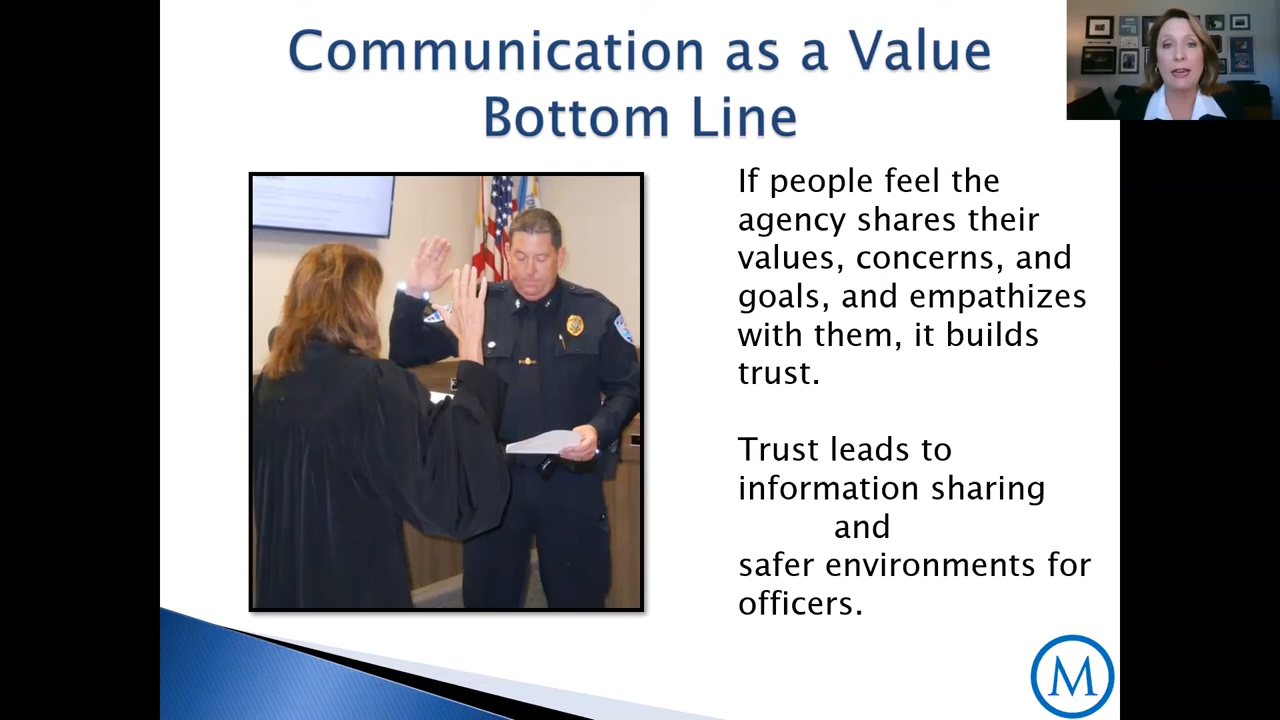 Communication as a Value
Bottom Line
If people feel the
agency shares their
values, concerns, and
goals, and empathizes
with them, it builds
trust.
Trust leads to
information sharing
and
safer environments for
officers.
M